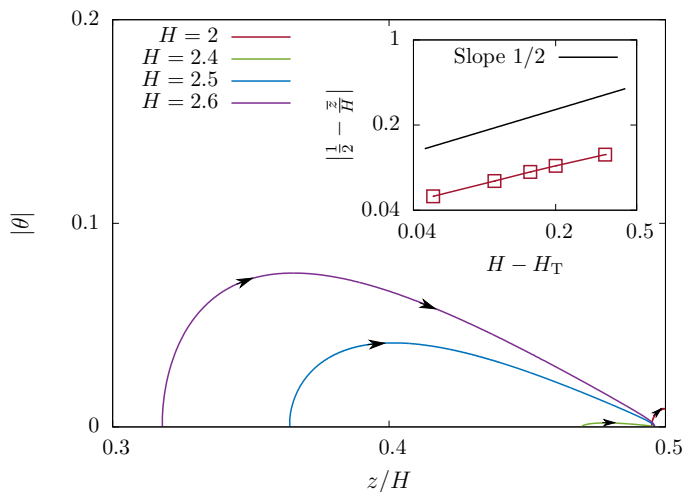 0.2
0.1
0
|θ|
0.3
0.4
0.5
z/H
H = 2
H = 2.4
H = 2.5
H = 2.6
Slope 1/2
1
0.2
0.04
|1/2 − z̅/H|
0.04
0.2
0.5
H − H_T